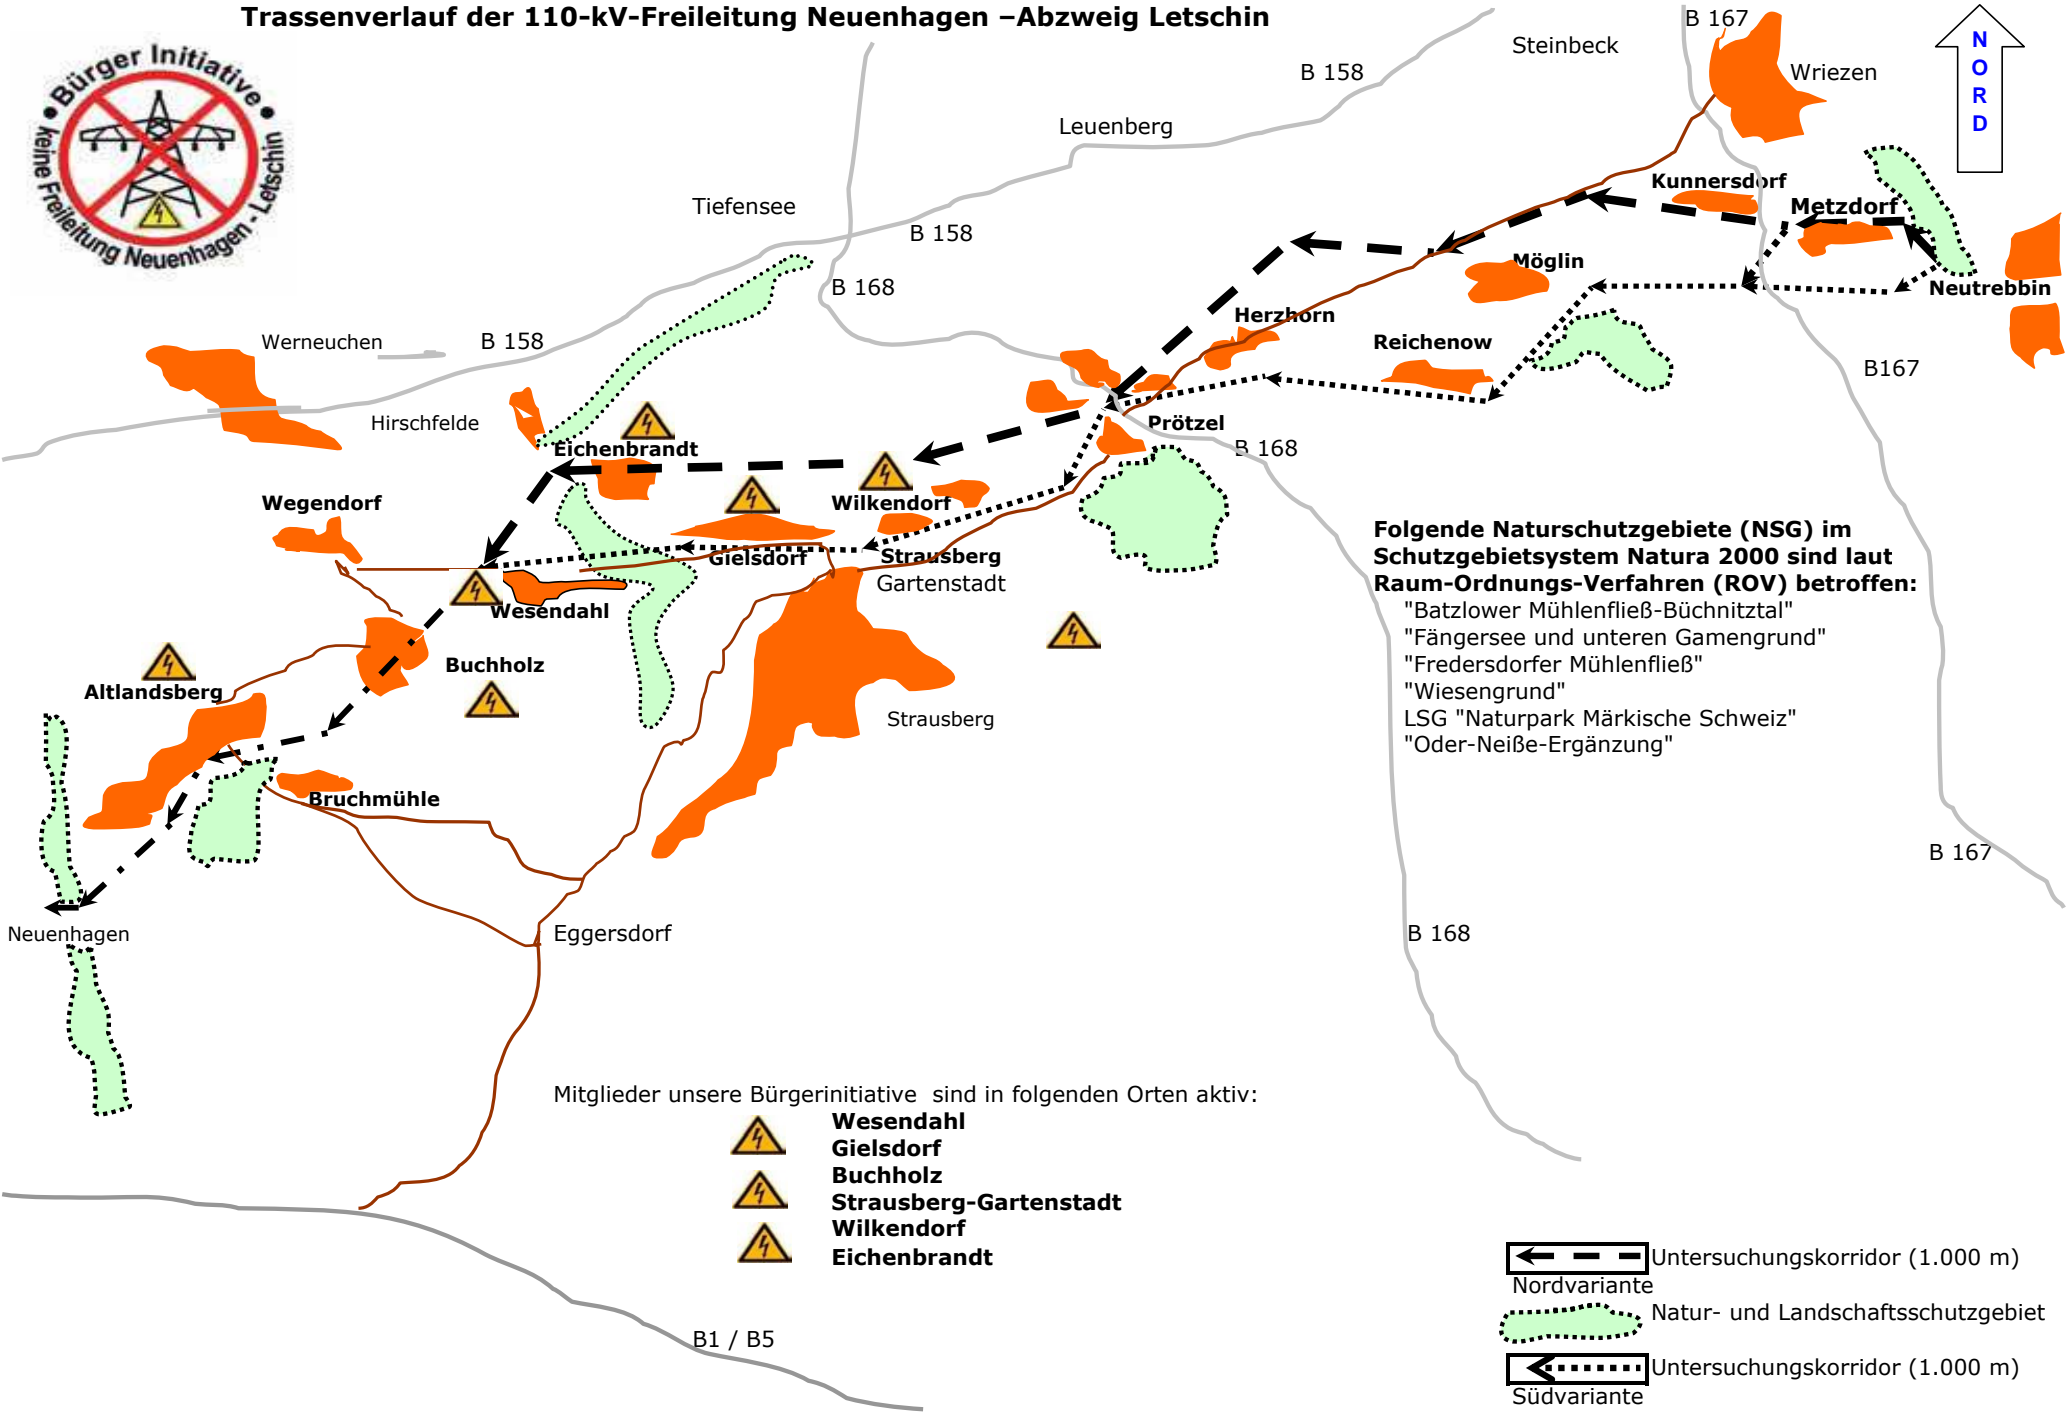 Trassenverlauf der 110-kV-Freileitung Neuenhagen –Abzweig Letschin
Bürger Initiative
keine Freileitung Neuenhagen - Letschin
B 167
Steinbeck
N
O
R
D
B 158
Wriezen
Leuenberg
Kunnersdorf
Tiefensee
Metzdorf
B 158
Möglin
B 168
Neutrebbin
Herzhorn
Werneuchen
B 158
Reichenow
B167
Hirschfelde
Prötzel
Eichenbrandt
B 168
Wegendorf
Wilkendorf
Gielsdorf
Strausberg
Gartenstadt
Wesendahl
Buchholz
Altlandsberg
Strausberg
Bruchmühle
Neuenhagen
Eggersdorf
Folgende Naturschutzgebiete (NSG) im
Schutzgebietsystem Natura 2000 sind laut
Raum-Ordnungs-Verfahren (ROV) betroffen:
"Batzlower Mühlenfließ-Büchnitztal"
"Fängersee und unteren Gamengrund"
"Fredersdorfer Mühlenfließ"
"Wiesengrund"
LSG "Naturpark Märkische Schweiz"
"Oder-Neiße-Ergänzung"
B 167
B 168
Mitglieder unsere Bürgerinitiative  sind in folgenden Orten aktiv:
Wesendahl
Gielsdorf
Buchholz
Strausberg-Gartenstadt
Wilkendorf
Eichenbrandt
B1 / B5
Untersuchungskorridor (1.000 m)
Nordvariante
Natur- und Landschaftsschutzgebiet
Untersuchungskorridor (1.000 m)
Südvariante